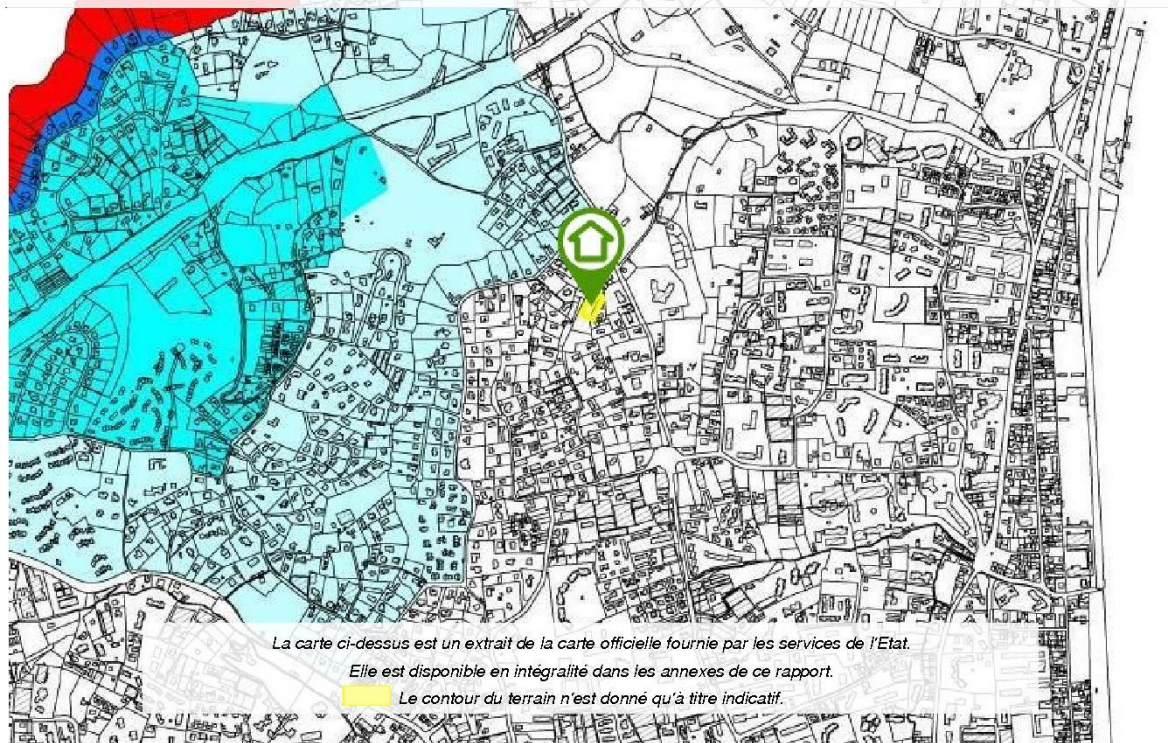 La carte ci-dessus est un extrait de la carte officielle fournie par les services de l'Etat.
Elle est disponible en intégralité dans les annexes de ce rapport.
Le contour du terrain n'est donné qu'à titre indicatif.